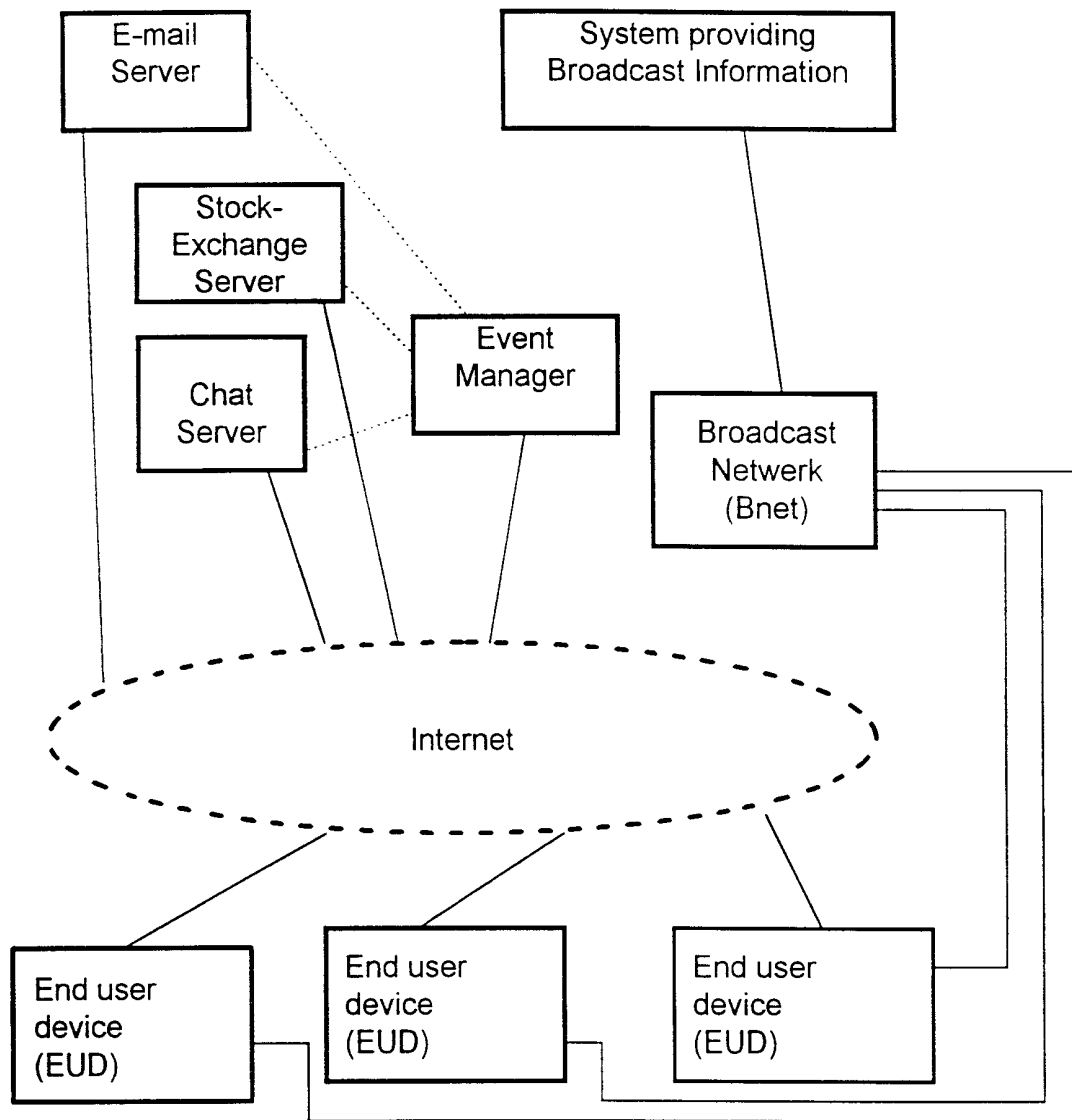 E-mail
Server
System providing
Broadcast Information
Stock-
Exchange
Server
Event
Manager
Chat
Server
Broadcast
Netwerk
(Bnet)
Internet
End user
device
(EUD)
End user
device
(EUD)
End user
device
(EUD)